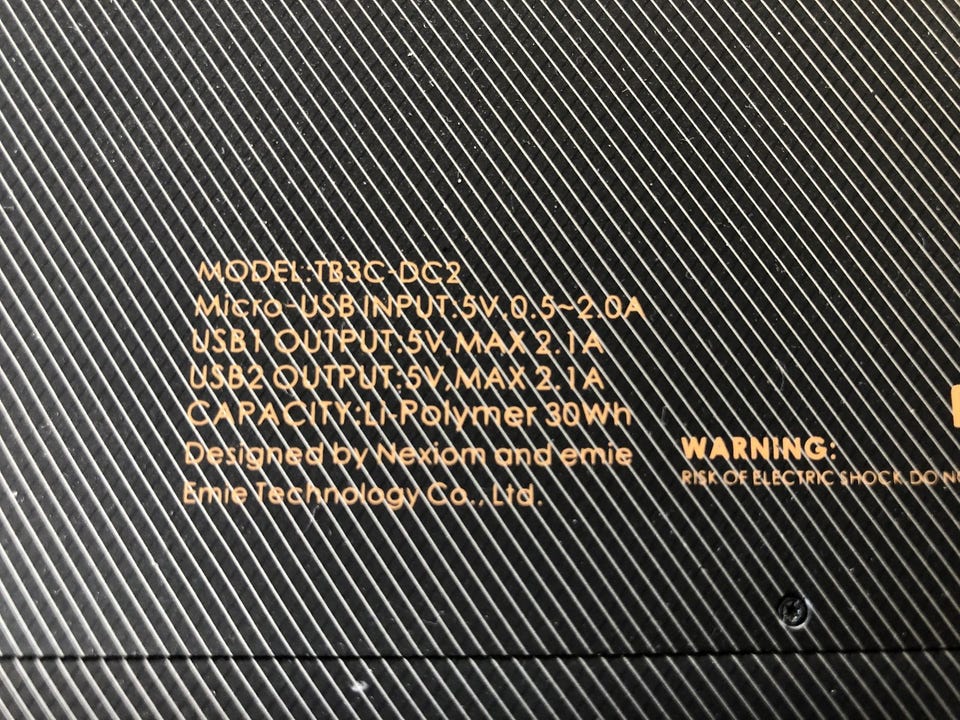 MODEL:TB3C-DC2
Micro-USB INPUT:5V,0.5~2.0A
USB1 OUTPUT:5V,MAX 2.1A
USB2 OUTPUT:5V,MAX 2.1A
CAPACITY:Li-Polymer 30Wh
Designed by Nexiom and emie
Emie Technology Co.,Ltd.
WARNING:
RISK OF ELECTRIC SHOCK.DO